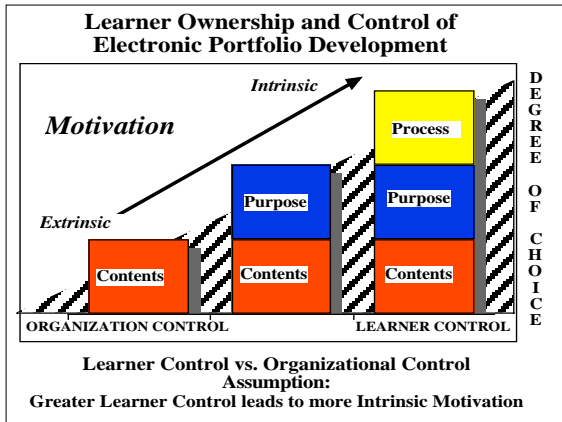 Learner Ownership and Control of
Electronic Portfolio Development
Intrinsic
Motivation
Process
Extrinsic
Purpose
Purpose
Contents
Contents
Contents
ORGANIZATION CONTROL
LEARNER CONTROL
DEGREE OF CHOICE
Learner Control vs. Organizational Control
Assumption:
Greater Learner Control leads to more Intrinsic Motivation